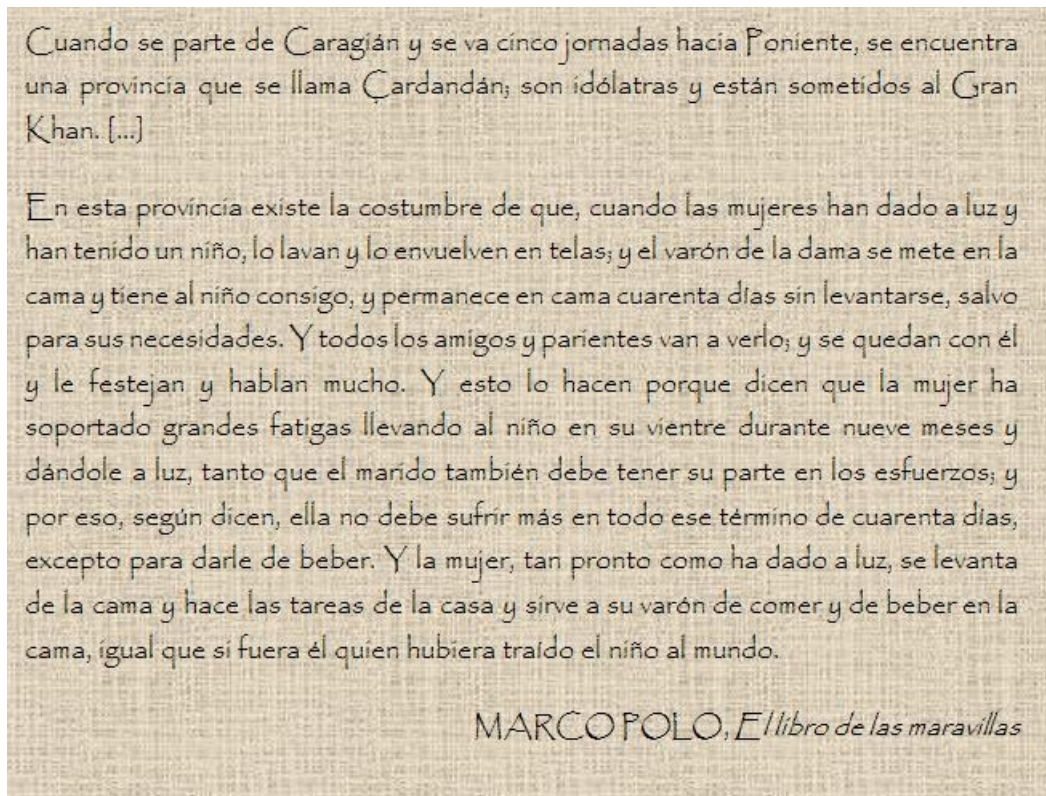 Cuando se parte de Caragián y se va cinco jornadas hacia Poniente, se encuentra
una provincia que se llama Çardandán; son idólatras y están sometidos al Gran
Khan. [...]
En esta provincia existe la costumbre de que, cuando las mujeres han dado a luz y
han tenido un niño, lo lavan y lo envuelven en telas; y el varón de la dama se mete en la
cama y tiene al niño consigo, y permanece en cama cuarenta días sin levantarse, salvo
para sus necesidades. Y todos los amigos y parientes van a verlo; y se quedan con él
y le festejan y hablan mucho. Y esto lo hacen porque dicen que la mujer ha
soportado grandes fatigas llevando al niño en su vientre durante nueve meses y
dándole a luz, tanto que el marido también debe tener su parte en los esfuerzos; y
por eso, según dicen, ella no debe sufrir más en todo ese término de cuarenta días,
excepto para darle de beber. Y la mujer, tan pronto como ha dado a luz, se levanta
de la cama y hace las tareas de la casa y sirve a su varón de comer y de beber en la
cama, igual que si fuera él quien hubiera traído el niño al mundo.
MARCO POLO, El libro de las maravillas